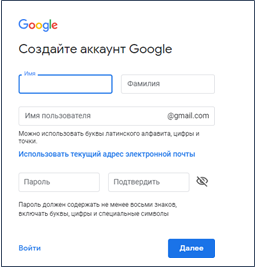 Google
Создайте аккаунт Google
Имя
Фамилия
Имя пользователя @gmail.com
Можно использовать буквы латинского алфавита, цифры и
точки.
Использовать текущий адрес электронной почты
Пароль Подтвердить
Пароль должен содержать не менее восьми знаков,
включать буквы, цифры и специальные символы
Войти Далее